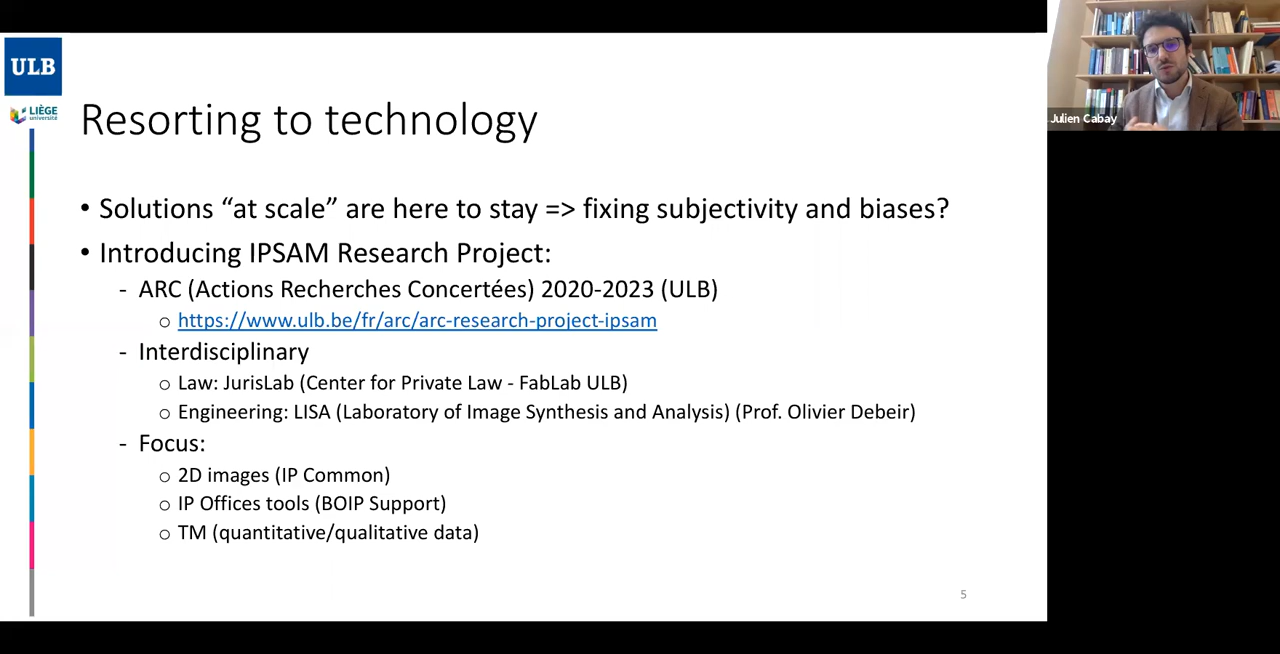 ULB
LIÈGE
université
Resorting to technology
• Solutions “at scale” are here to stay => fixing subjectivity and biases?
• Introducing IPSAM Research Project:
- ARC (Actions Recherches Concertées) 2020-2023 (ULB)
o https://www.ulb.be/fr/arc/arc-research-project-ipsam
- Interdisciplinary
o Law: JurisLab (Center for Private Law - FabLab ULB)
o Engineering: LISA (Laboratory of Image Synthesis and Analysis) (Prof. Olivier Debeir)
- Focus:
o 2D images (IP Common)
o IP Offices tools (BOIP Support)
o TM (quantitative/qualitative data)
5
Julien Cabay